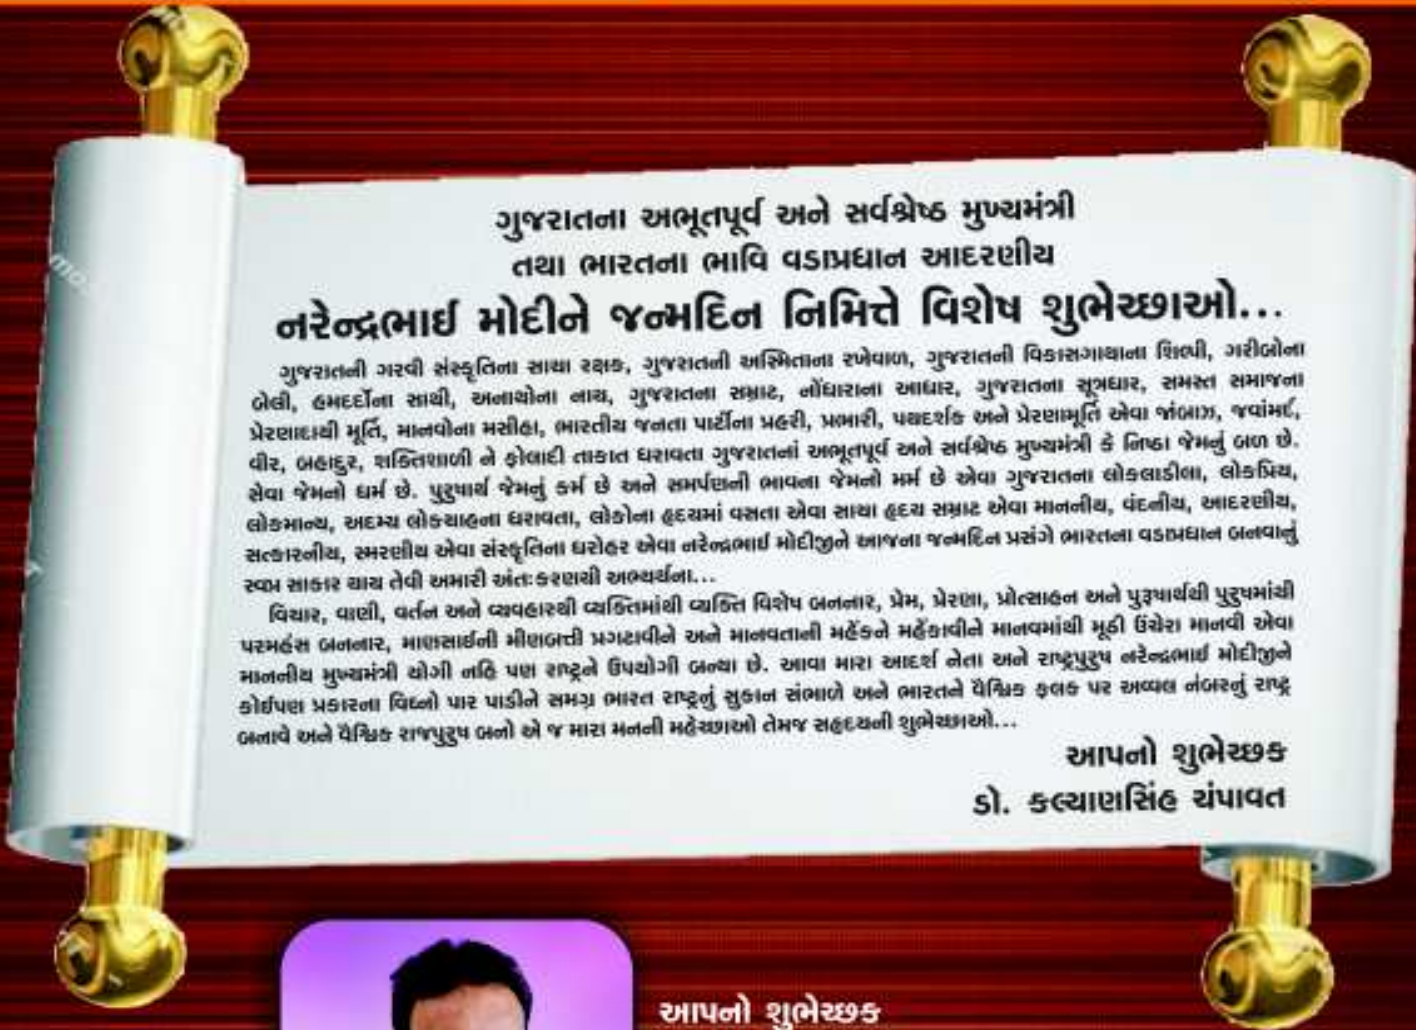 ગુજરાતના અભૂતપૂર્વ અને સર્વશ્રેષ્ઠ મુખ્યમંત્રી
તથા ભારતના ભાવિ વડાપ્રધાન આદરણીય
નરેન્દ્રભાઈ મોદીને જન્મદિન નિમિત્તે વિશેષ શુભેચ્છાઓ...
ગુજરાતની ગરવી સંસ્કૃતિના સાચા રક્ષક, ગુજરાતની અસ્મિતાના રખેવાળ, ગુજરાતની વિકાસગાથાના શિલ્પી, ગરીબોના
બેલી, હમદર્દોના સાથી, અનાથોના નાથ, ગુજરાતના સમ્રાટ, નોંધારાના આધાર, ગુજરાતના સૂત્રધાર, સમસ્ત સમાજના
પ્રેરણાદાયી મૂર્તિ, માનવોના મસીહા, ભારતીય જનતા પાર્ટીના પ્રહરી, પ્રભારી, પથદર્શક અને પ્રેરણામૂર્તિ એવા જાંબાઝ, જવાંમર્દ,
વીર, બહાદુર, શક્તિશાળી ને ફોલાદી તાકાત ધરાવતા ગુજરાતનાં અભૂતપૂર્વ અને સર્વશ્રેષ્ઠ મુખ્યમંત્રી કે નિષ્ઠા જેમનું બળ છે.
સેવા જેમનો ધર્મ છે. પુરુષાર્થ જેમનું કર્મ છે અને સમર્પણની ભાવના જેમનો મર્મ છે એવા ગુજરાતના લોકલાડીલા, લોકપ્રિય,
લોકમાન્ય, અદમ્ય લોકચાહના ધરાવતા, લોકોના હૃદયમાં વસતા એવા સાચા હૃદય સમ્રાટ એવા માનનીય, વંદનીય, આદરણીય,
સત્કારનીય, સ્મરણીય એવા સંસ્કૃતિના ધરોહર એવા નરેન્દ્રભાઈ મોદીજીને આજના જન્મદિન પ્રસંગે ભારતના વડાપ્રધાન બનવાનું
સ્વપ્ન સાકાર થાય તેવી અમારી અંતઃકરણથી અભ્યર્થના...
વિચાર, વાણી, વર્તન અને વ્યવહારથી વ્યક્તિમાંથી વ્યક્તિ વિશેષ બનનાર, પ્રેમ, પ્રેરણા, પ્રોત્સાહન અને પુરૂષાર્થથી પુરુષમાંથી
પરમહંસ બનનાર, માણસાઈની મીણબત્તી પ્રગટાવીને અને માનવતાની મહેંકને મહેંકાવીને માનવમાંથી મૂઠી ઉંચેરા માનવી એવા
માનનીય મુખ્યમંત્રી યોગી નહિ પણ રાષ્ટ્રને ઉપયોગી બન્યા છે. આવા મારા આદર્શ નેતા અને રાષ્ટ્રપુરુષ નરેન્દ્રભાઈ મોદીજીને
કોઈપણ પ્રકારના વિઘ્નો પાર પાડીને સમગ્ર ભારત રાષ્ટ્રનું સુકાન સંભાળે અને ભારતને વૈશ્વિક ફલક પર અવ્વલ નંબરનું રાષ્ટ્ર
બનાવે અને વૈશ્વિક રાજપુરુષ બનો એ જ મારા મનની મહેચ્છાઓ તેમજ સહૃદયની શુભેચ્છાઓ...
આપનો શુભેચ્છક
ડો. કલ્યાણસિંહ ચંપાવત
આપનો શુભેચ્છક